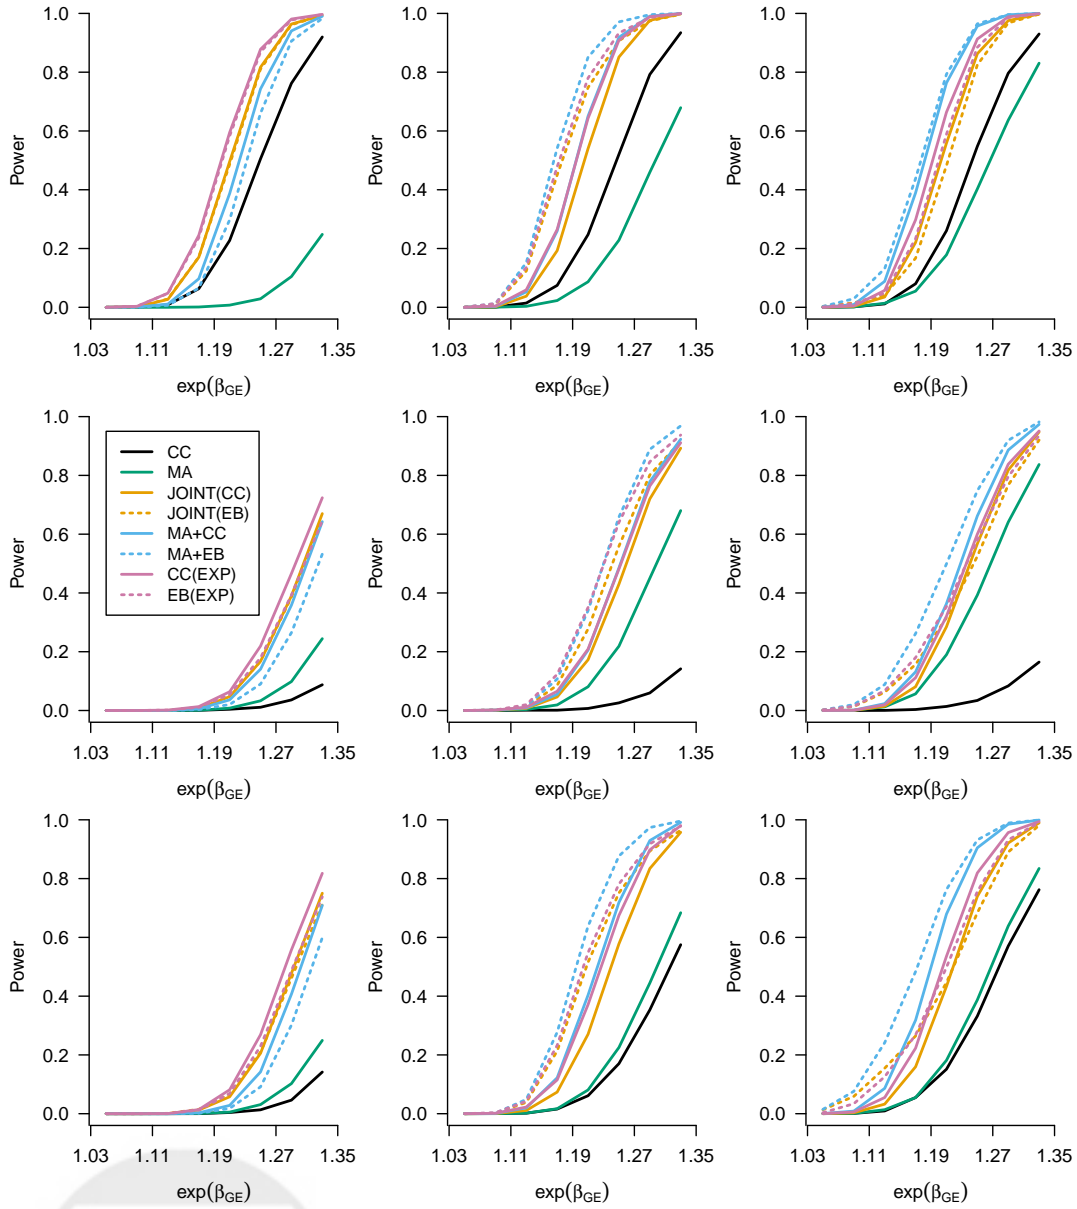 1.0 1.0 1.0
0.8 0.8 0.8
0.6 0.6 0.6
Power Power Power
0.4 0.4 0.4
0.2 0.2 0.2
0.0 0.0 0.0
1.03 1.11 1.19 1.27 1.35 1.03 1.11 1.19 1.27 1.35 1.03 1.11 1.19 1.27 1.35
exp(βGE) exp(βGE) exp(βGE)
1.0 1.0 1.0
CC
MA
JOINT(CC)
JOINT(EB)
MA+CC
MA+EB
CC(EXP)
EB(EXP)
0.8 0.8 0.8
0.6 0.6 0.6
Power Power Power
0.4 0.4 0.4
0.2 0.2 0.2
0.0 0.0 0.0
1.03 1.11 1.19 1.27 1.35 1.03 1.11 1.19 1.27 1.35 1.03 1.11 1.19 1.27 1.35
exp(βGE) exp(βGE) exp(βGE)
1.0 1.0 1.0
0.8 0.8 0.8
0.6 0.6 0.6
Power Power Power
0.4 0.4 0.4
0.2 0.2 0.2
0.0 0.0 0.0
1.03 1.11 1.19 1.27 1.35 1.03 1.11 1.19 1.27 1.35 1.03 1.11 1.19 1.27 1.35
exp(βGE) exp(βGE) exp(βGE)